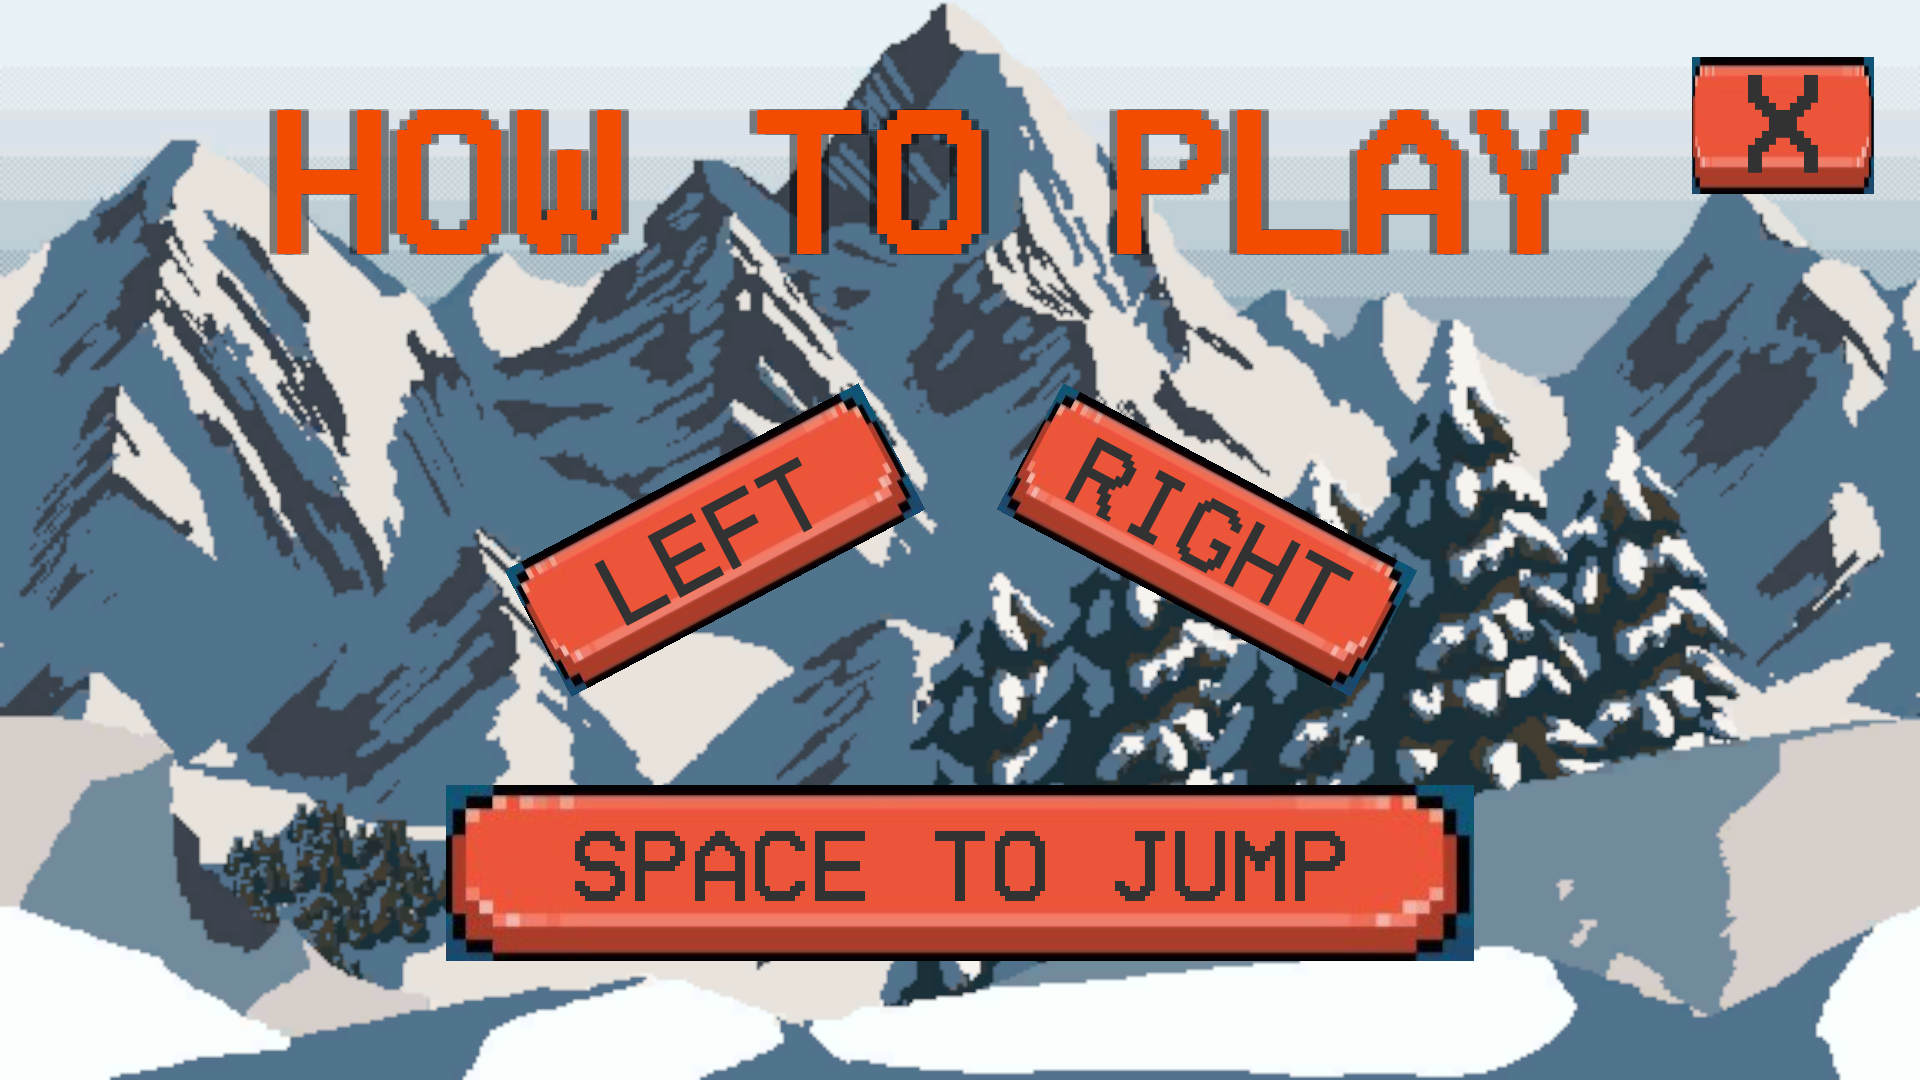 HOW TO PLAY
X
LEFT
RIGHT
SPACE TO JUMP